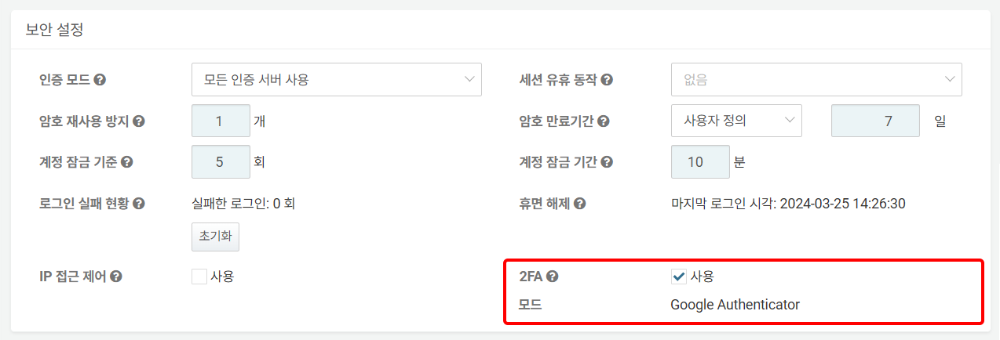 보안 설정
인증 모드 ? 모든 인증 서버 사용 세션 유휴 동작 ? 없음
암호 재사용 방지 ? 1 개 암호 만료기간 ? 사용자 정의 7 일
계정 잠금 기준 ? 5 회 계정 잠금 기간 ? 10 분
로그인 실패 현황 ? 실패한 로그인: 0 회 휴면 해제 ? 마지막 로그인 시각: 2024-03-25 14:26:30
초기화
IP 접근 제어 ? 사용 2FA ? 사용
모드 Google Authenticator